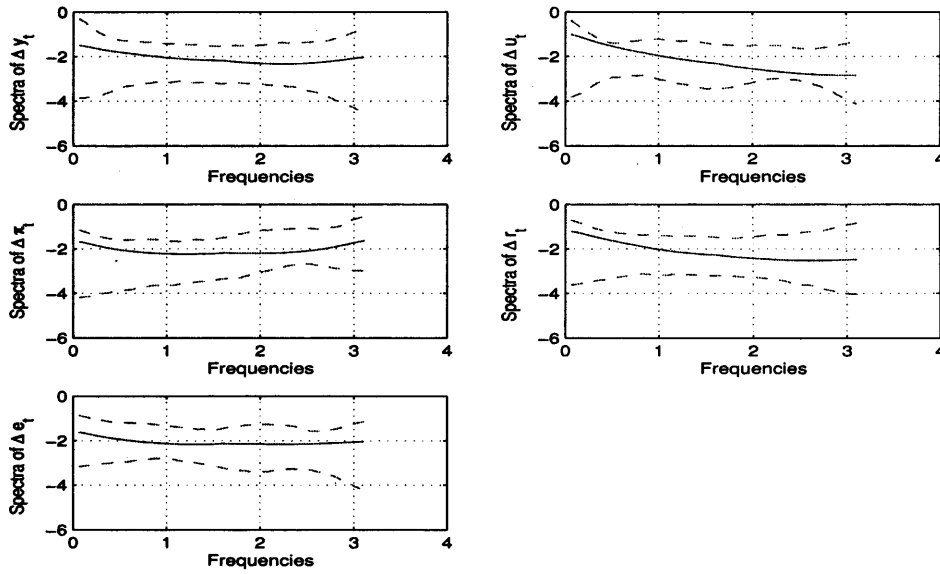 0
-2
-4
-6
0 1 2 3 4
Frequencies
Spectra of Δ y_t
0
-2
-4
-6
0 1 2 3 4
Frequencies
Spectra of Δ u_t
0
-2
-4
-6
0 1 2 3 4
Frequencies
Spectra of Δ π_t
0
-2
-4
-6
0 1 2 3 4
Frequencies
Spectra of Δ r_t
0
-2
-4
-6
0 1 2 3 4
Frequencies
Spectra of Δ e_t